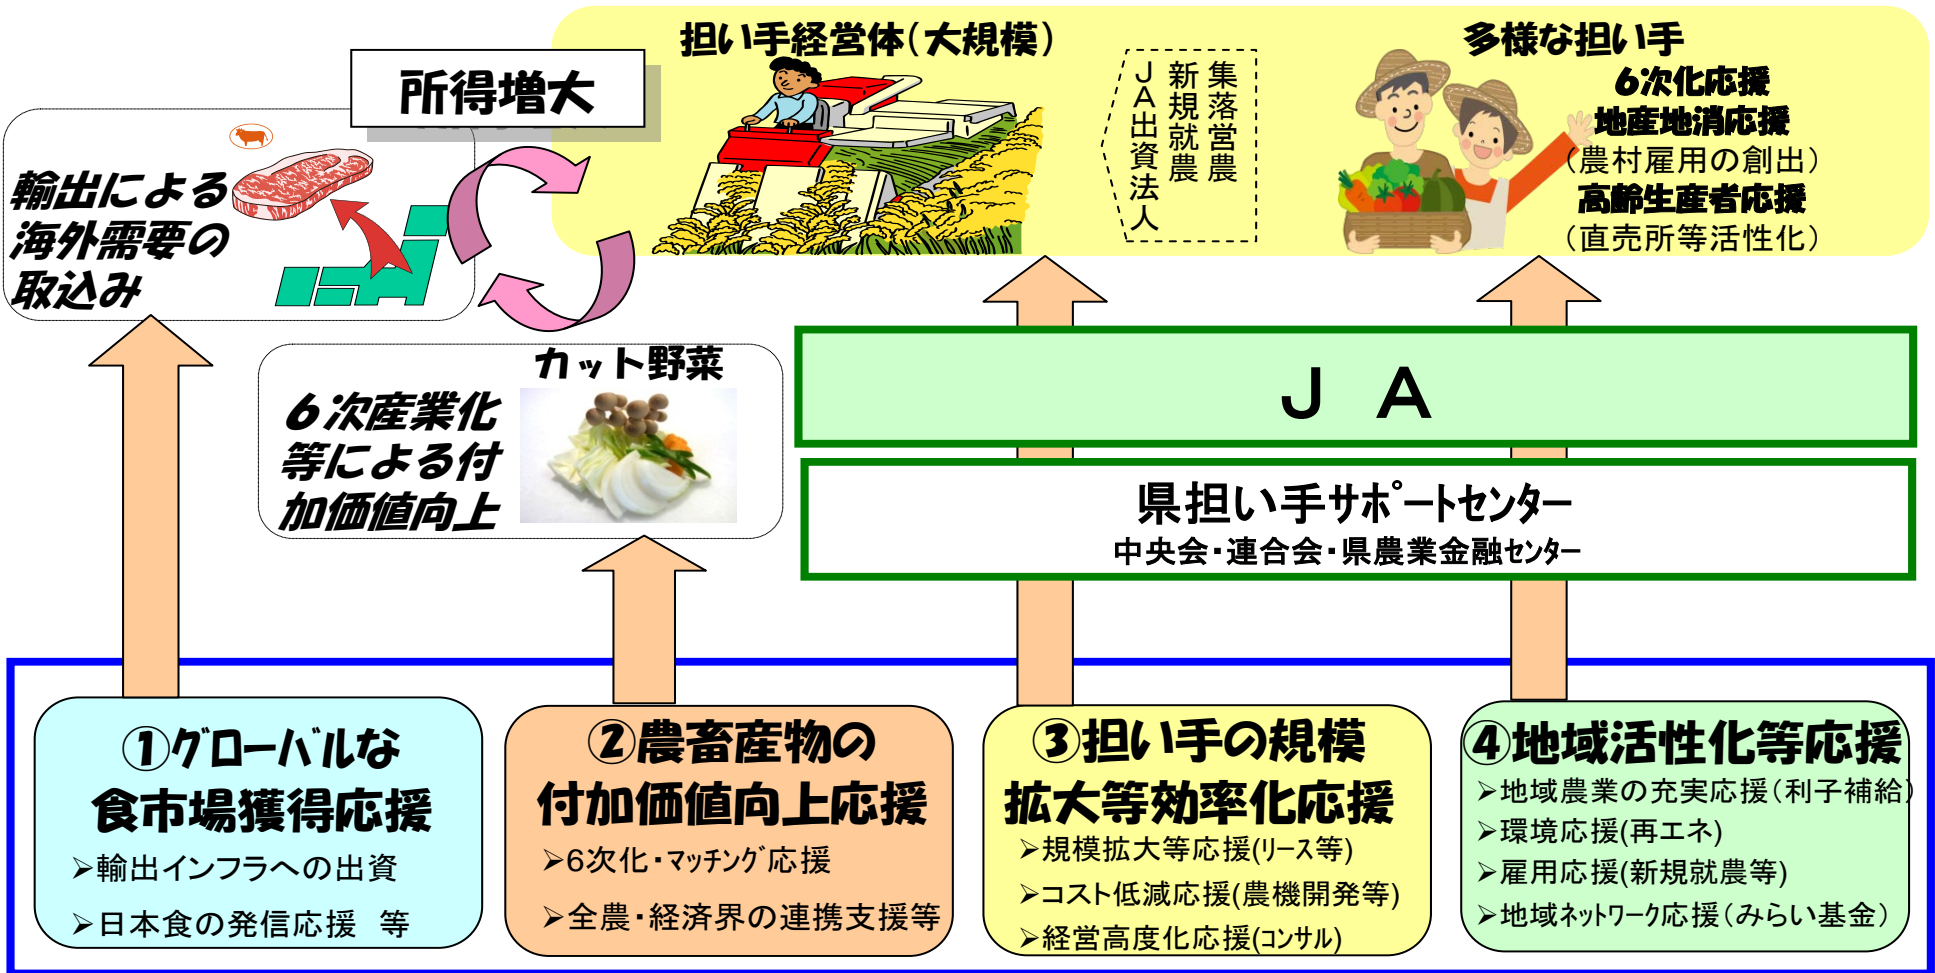 担い手経営体(大規模)
多様な担い手
所得増大
集落営農
新規就農
JA出資法人
6次化応援
地産地消応援
(農村雇用の創出)
高齢生産者応援
(直売所等活性化)
輸出による
海外需要の
取込み
カット野菜
6次産業化
等による付
加価値向上
JA
県担い手サポートセンター
中央会・連合会・県農業金融センター
①グローバルな
食市場獲得応援
➢輸出インフラへの出資
➢日本食の発信応援 等
②農畜産物の
付加価値向上応援
➢6次化・マッチング応援
➢全農・経済界の連携支援等
③担い手の規模
拡大等効率化応援
➢規模拡大等応援(リース等)
➢コスト低減応援(農機開発等)
➢経営高度化応援(コンサル)
④地域活性化等応援
➢地域農業の充実応援(利子補給)
➢環境応援(再エネ)
➢雇用応援(新規就農等)
➢地域ネットワーク応援(みらい基金)